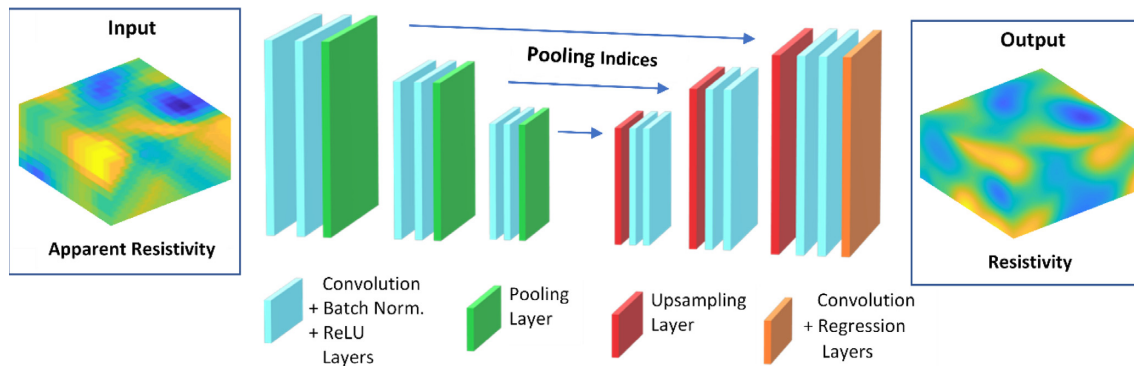 Input
Apparent Resistivity
Pooling Indices
Output
Resistivity
Convolution
+ Batch Norm.
+ ReLU
Layers
Pooling
Layer
Upsampling
Layer
Convolution
+ Regression
Layers